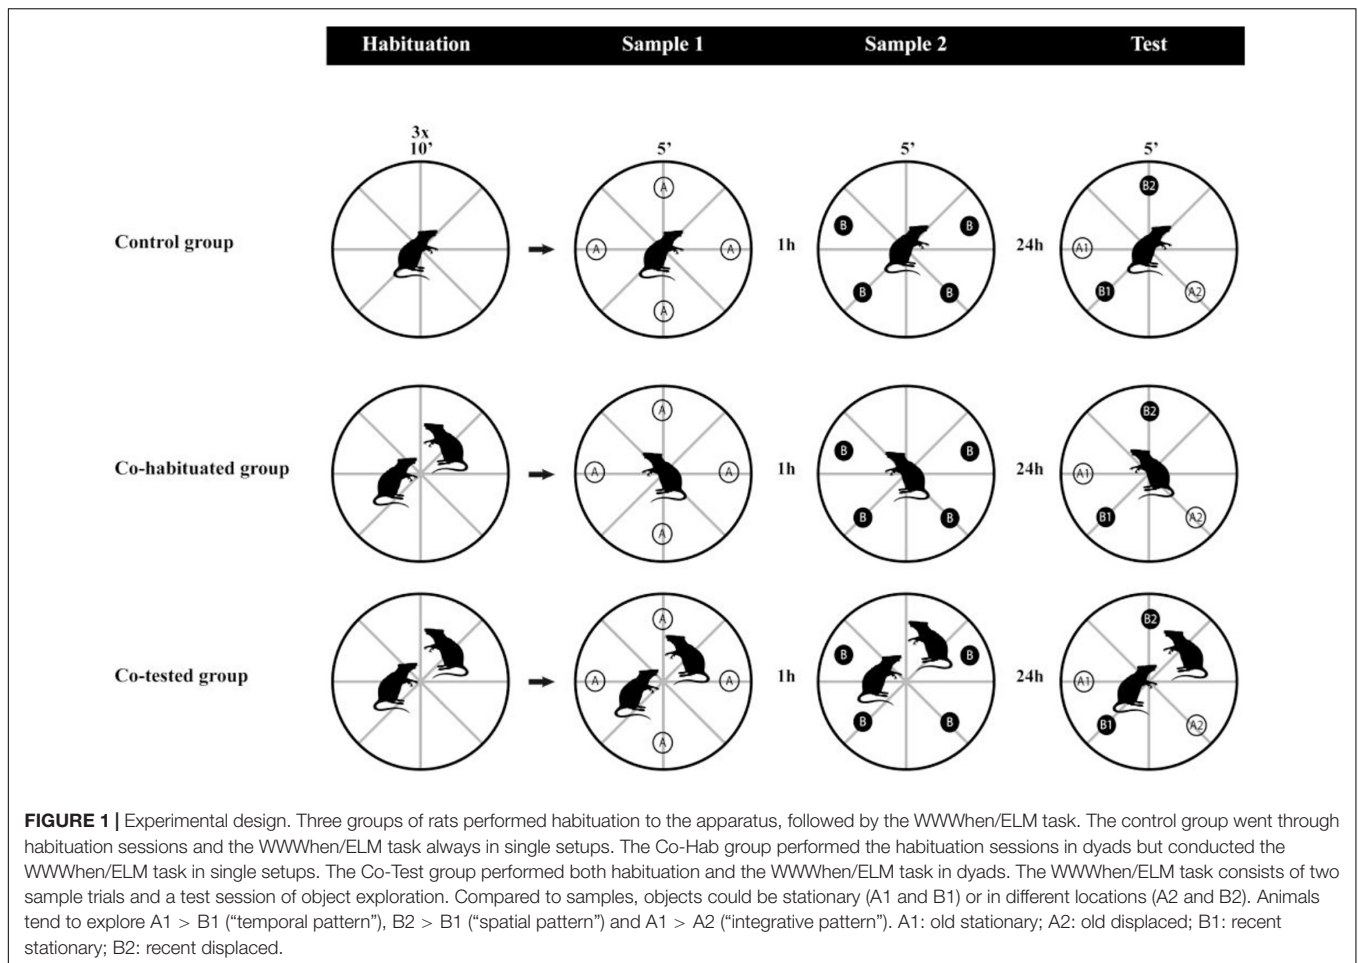 Habituation Sample 1 Sample 2 Test
3x
10’ 5’ 5’ 5’
Control group
A
A A
A
1h
B B
B B
24h
B2
A1
B1 A2
Co-habituated group
A
A A
A
1h
B B
B B
24h
B2
A1
B1 A2
Co-tested group
A
A A
A
1h
B B
B B
24h
B2
A1
B1 A2
FIGURE 1 | Experimental design. Three groups of rats performed habituation to the apparatus, followed by the WWWhen/ELM task. The control group went through
habituation sessions and the WWWhen/ELM task always in single setups. The Co-Hab group performed the habituation sessions in dyads but conducted the
WWWhen/ELM task in single setups. The Co-Test group performed both habituation and the WWWhen/ELM task in dyads. The WWWhen/ELM task consists of two
sample trials and a test session of object exploration. Compared to samples, objects could be stationary (A1 and B1) or in different locations (A2 and B2). Animals
tend to explore A1 > B1 (“temporal pattern”), B2 > B1 (“spatial pattern”) and A1 > A2 (“integrative pattern”). A1: old stationary; A2: old displaced; B1: recent
stationary; B2: recent displaced.